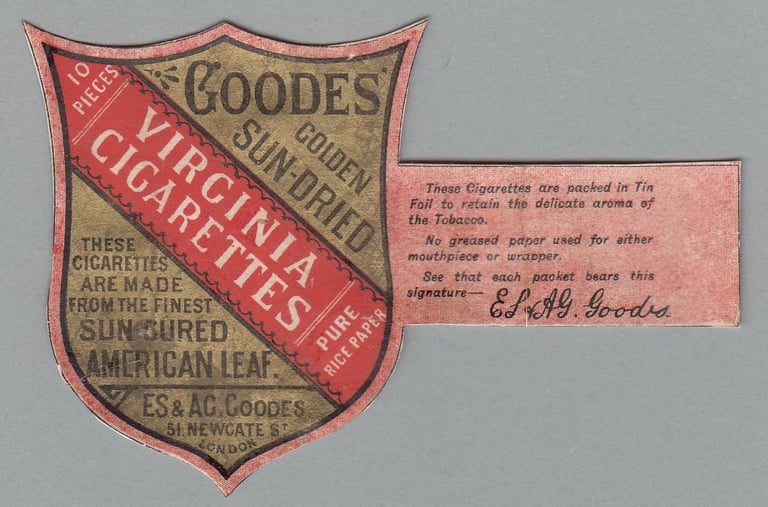 GOODES'
GOLDEN
SUN-DRIED
10
PIECES
VIRGINIA
CIGARETTES
PURE
RICE PAPER
THESE
CIGARETTES
ARE MADE
FROM THE FINEST
SUN CURED
AMERICAN LEAF.
ES & AG. GOODES
51, NEWGATE ST
LONDON
These Cigarettes are packed in Tin
Foil to retain the delicate aroma of
the Tobacco.
No greased paper used for either
mouthpiece or wrapper.
See that each packet bears this
signature—
ES & AG. Goodes